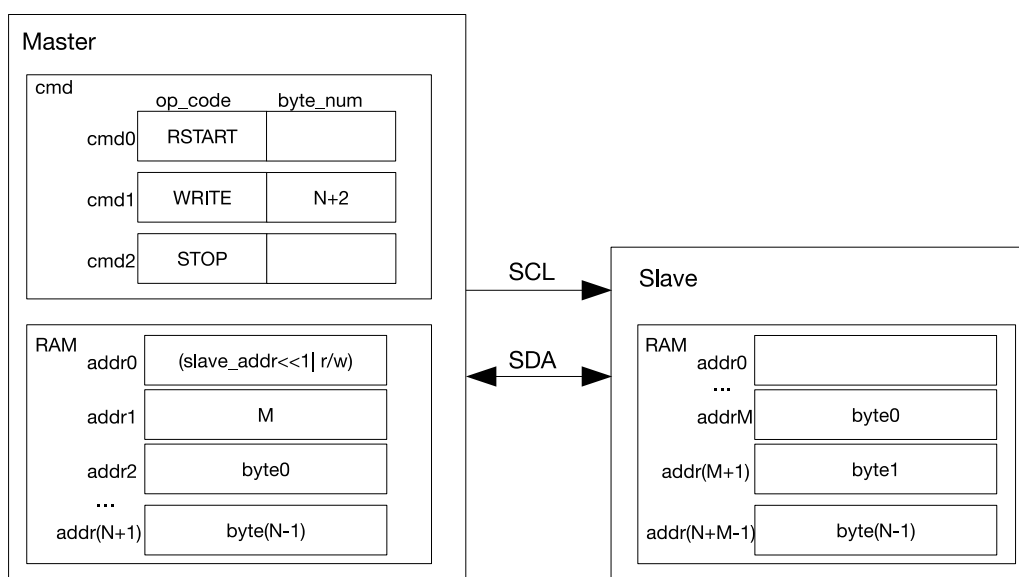 Master
cmd
op_code byte_num
cmd0 RSTART
cmd1 WRITE N+2
cmd2 STOP
RAM
addr0 (slave_addr<<1| r/w)
addr1 M
addr2 byte0
...
addr(N+1) byte(N-1)
SCL
SDA
Slave
RAM
addr0
...
addrM byte0
addr(M+1) byte1
addr(N+M-1) byte(N-1)